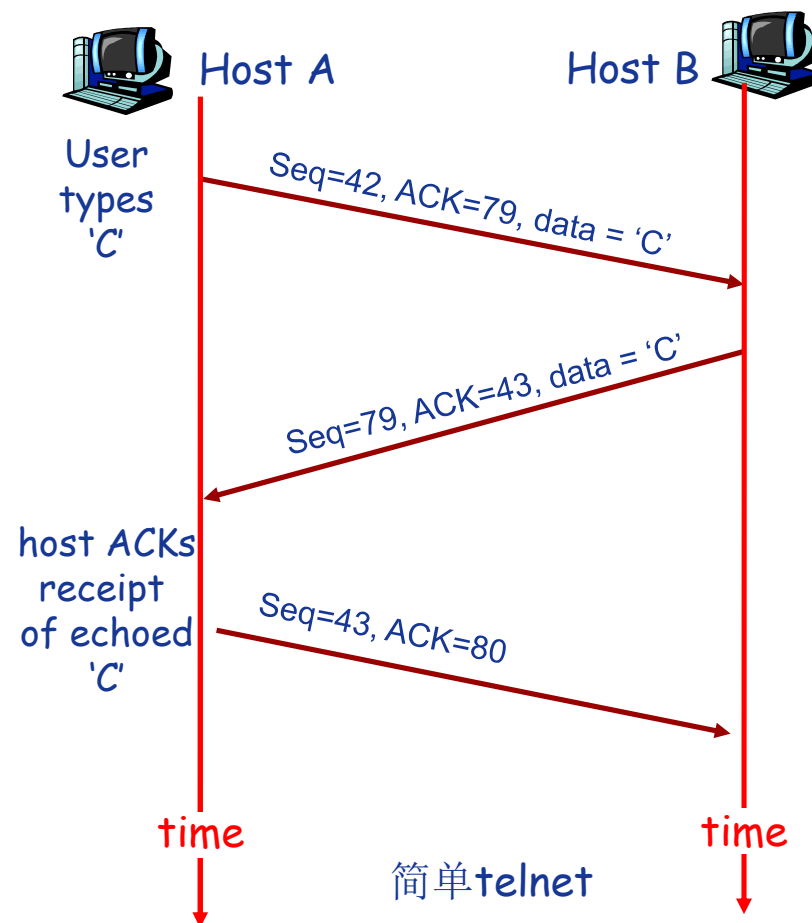 Host A
Host B
User
types
‘C’
Seq=42, ACK=79, data = ‘C’
Seq=79, ACK=43, data = ‘C’
host ACKs
receipt
of echoed
‘C’
Seq=43, ACK=80
time
time
简单telnet